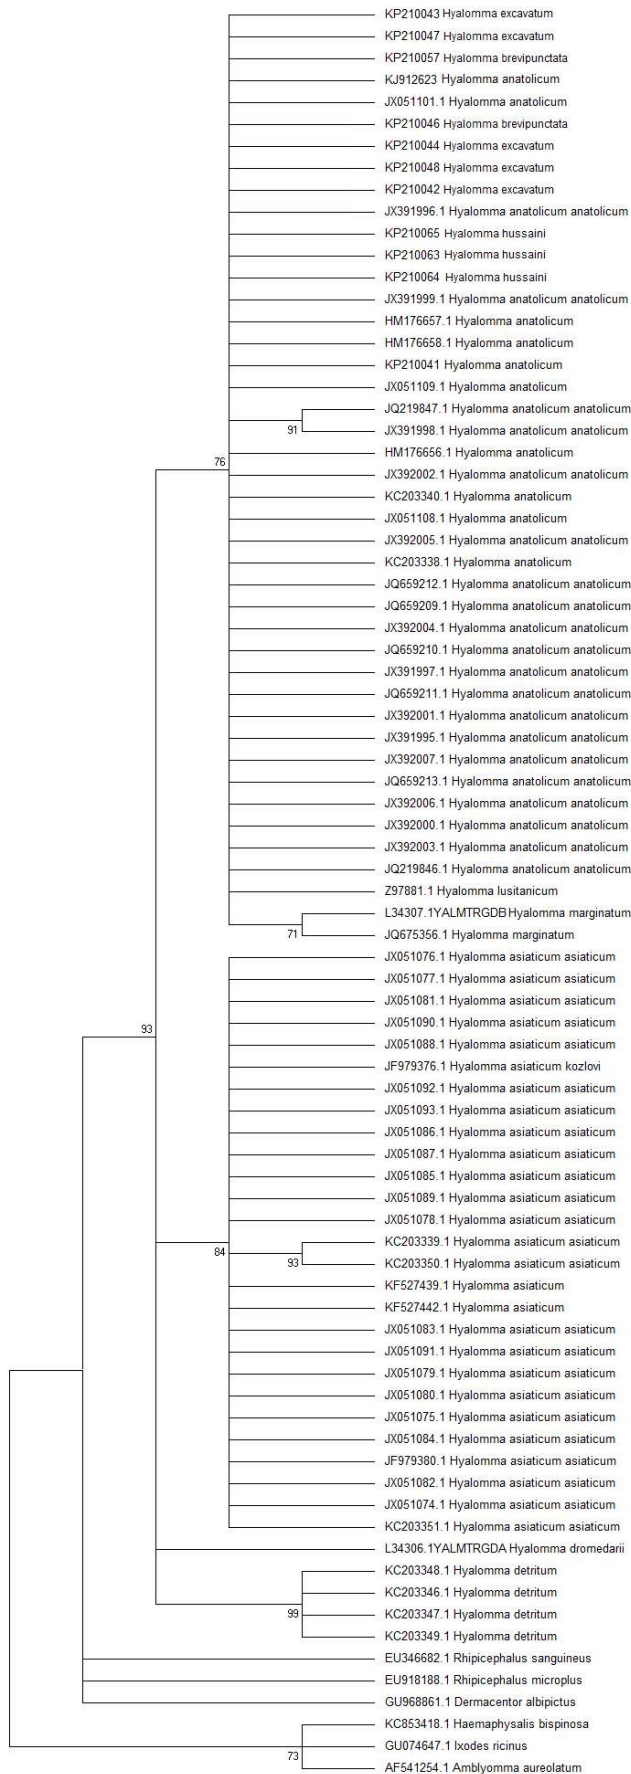 KP210043 Hyalomma excavatum
KP210047 Hyalomma excavatum
KP210057 Hyalomma brevipunctata
KJ912623 Hyalomma anatolicum
JX051101.1 Hyalomma anatolicum
KP210046 Hyalomma brevipunctata
KP210044 Hyalomma excavatum
KP210048 Hyalomma excavatum
KP210042 Hyalomma excavatum
JX391996.1 Hyalomma anatolicum anatolicum
KP210065 Hyalomma hussaini
KP210063 Hyalomma hussaini
KP210064 Hyalomma hussaini
JX391999.1 Hyalomma anatolicum anatolicum
HM176657.1 Hyalomma anatolicum
HM176658.1 Hyalomma anatolicum
KP210041 Hyalomma anatolicum
JX051109.1 Hyalomma anatolicum
JQ219847.1 Hyalomma anatolicum anatolicum
91
JX391998.1 Hyalomma anatolicum anatolicum
HM176656.1 Hyalomma anatolicum
76
JX392002.1 Hyalomma anatolicum anatolicum
KC203340.1 Hyalomma anatolicum
JX051108.1 Hyalomma anatolicum
JX392005.1 Hyalomma anatolicum anatolicum
KC203338.1 Hyalomma anatolicum
JQ659212.1 Hyalomma anatolicum anatolicum
JQ659209.1 Hyalomma anatolicum anatolicum
JX392004.1 Hyalomma anatolicum anatolicum
JQ659210.1 Hyalomma anatolicum anatolicum
JX391997.1 Hyalomma anatolicum anatolicum
JQ659211.1 Hyalomma anatolicum anatolicum
JX392001.1 Hyalomma anatolicum anatolicum
JX391995.1 Hyalomma anatolicum anatolicum
JX392007.1 Hyalomma anatolicum anatolicum
JQ659213.1 Hyalomma anatolicum anatolicum
JX392006.1 Hyalomma anatolicum anatolicum
JX392000.1 Hyalomma anatolicum anatolicum
JX392003.1 Hyalomma anatolicum anatolicum
JQ219846.1 Hyalomma anatolicum anatolicum
Z97881.1 Hyalomma lusitanicum
L34307.1YALMTRGDB Hyalomma marginatum
71
JQ675356.1 Hyalomma marginatum
JX051076.1 Hyalomma asiaticum asiaticum
JX051077.1 Hyalomma asiaticum asiaticum
JX051081.1 Hyalomma asiaticum asiaticum
JX051090.1 Hyalomma asiaticum asiaticum
93
JX051088.1 Hyalomma asiaticum asiaticum
JF979376.1 Hyalomma asiaticum kozlovi
JX051092.1 Hyalomma asiaticum asiaticum
JX051093.1 Hyalomma asiaticum asiaticum
JX051086.1 Hyalomma asiaticum asiaticum
JX051087.1 Hyalomma asiaticum asiaticum
JX051085.1 Hyalomma asiaticum asiaticum
JX051089.1 Hyalomma asiaticum asiaticum
JX051078.1 Hyalomma asiaticum asiaticum
KC203339.1 Hyalomma asiaticum asiaticum
84
93
KC203350.1 Hyalomma asiaticum asiaticum
KF527439.1 Hyalomma asiaticum
KF527442.1 Hyalomma asiaticum
JX051083.1 Hyalomma asiaticum asiaticum
JX051091.1 Hyalomma asiaticum asiaticum
JX051079.1 Hyalomma asiaticum asiaticum
JX051080.1 Hyalomma asiaticum asiaticum
JX051075.1 Hyalomma asiaticum asiaticum
JX051084.1 Hyalomma asiaticum asiaticum
JF979380.1 Hyalomma asiaticum asiaticum
JX051082.1 Hyalomma asiaticum asiaticum
JX051074.1 Hyalomma asiaticum asiaticum
KC203351.1 Hyalomma asiaticum asiaticum
L34306.1YALMTRGDA Hyalomma dromedarii
KC203348.1 Hyalomma detritum
KC203346.1 Hyalomma detritum
99
KC203347.1 Hyalomma detritum
KC203349.1 Hyalomma detritum
EU346682.1 Rhipicephalus sanguineus
EU918188.1 Rhipicephalus microplus
GU968861.1 Dermacentor albipictus
KC853418.1 Haemaphysalis bispinosa
GU074647.1 Ixodes ricinus
73
AF541254.1 Amblyomma aureolatum